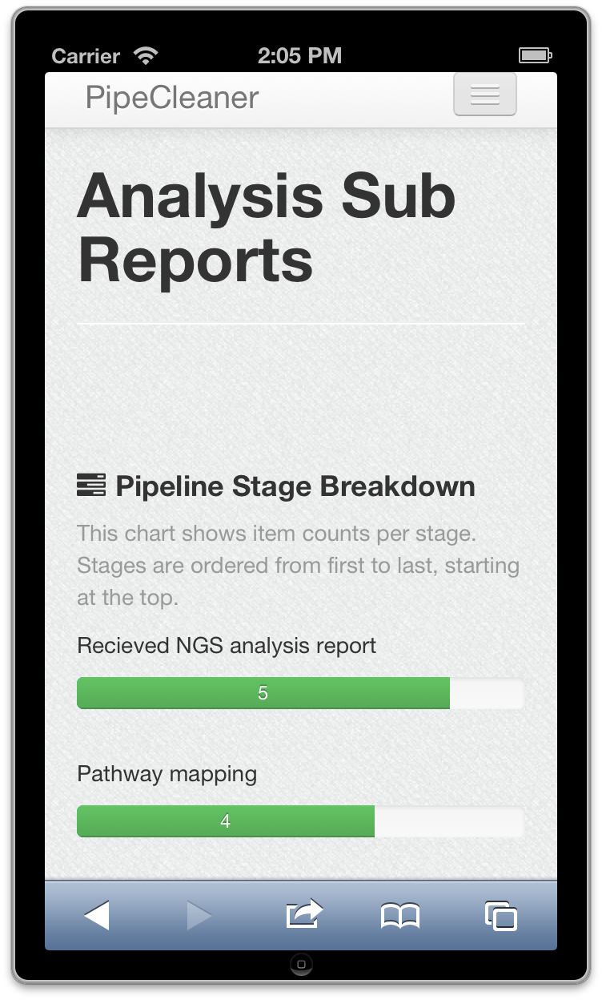 Carrier 2:05 PM
PipeCleaner
Analysis Sub
Reports
Pipeline Stage Breakdown
This chart shows item counts per stage.
Stages are ordered from first to last, starting
at the top.
Recieved NGS analysis report
5
Pathway mapping
4